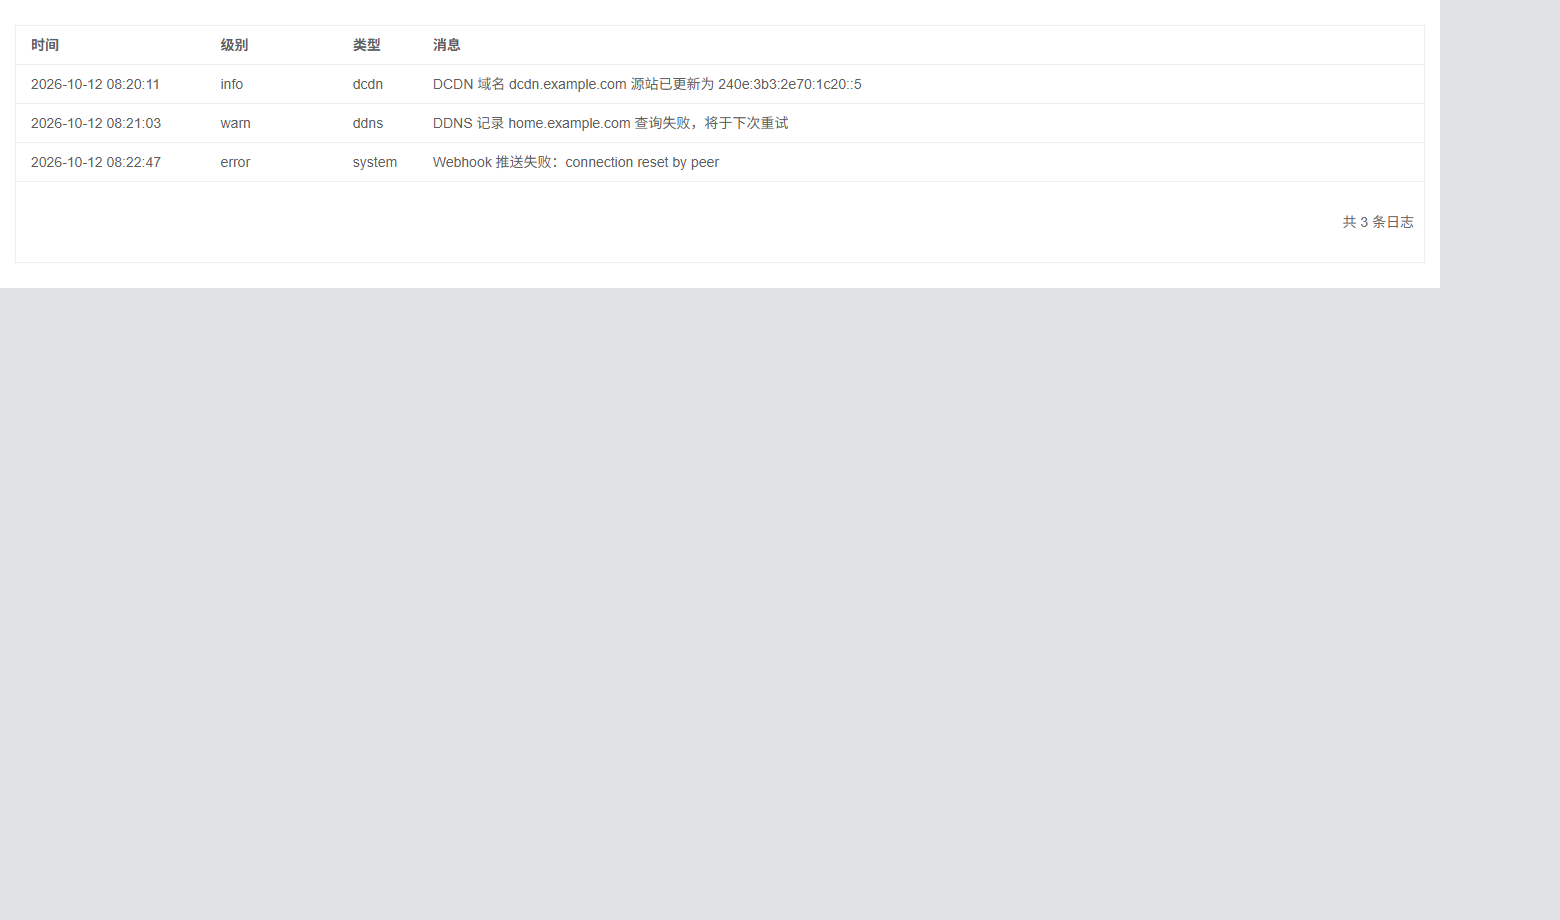 时间 级别 类型 消息
2026-10-12 08:20:11 info dcdn DCDN 域名 dcdn.example.com 源站已更新为 240e:3b3:2e70:1c20::5
2026-10-12 08:21:03 warn ddns DDNS 记录 home.example.com 查询失败，将于下次重试
2026-10-12 08:22:47 error system Webhook 推送失败：connection reset by peer
共 3 条日志